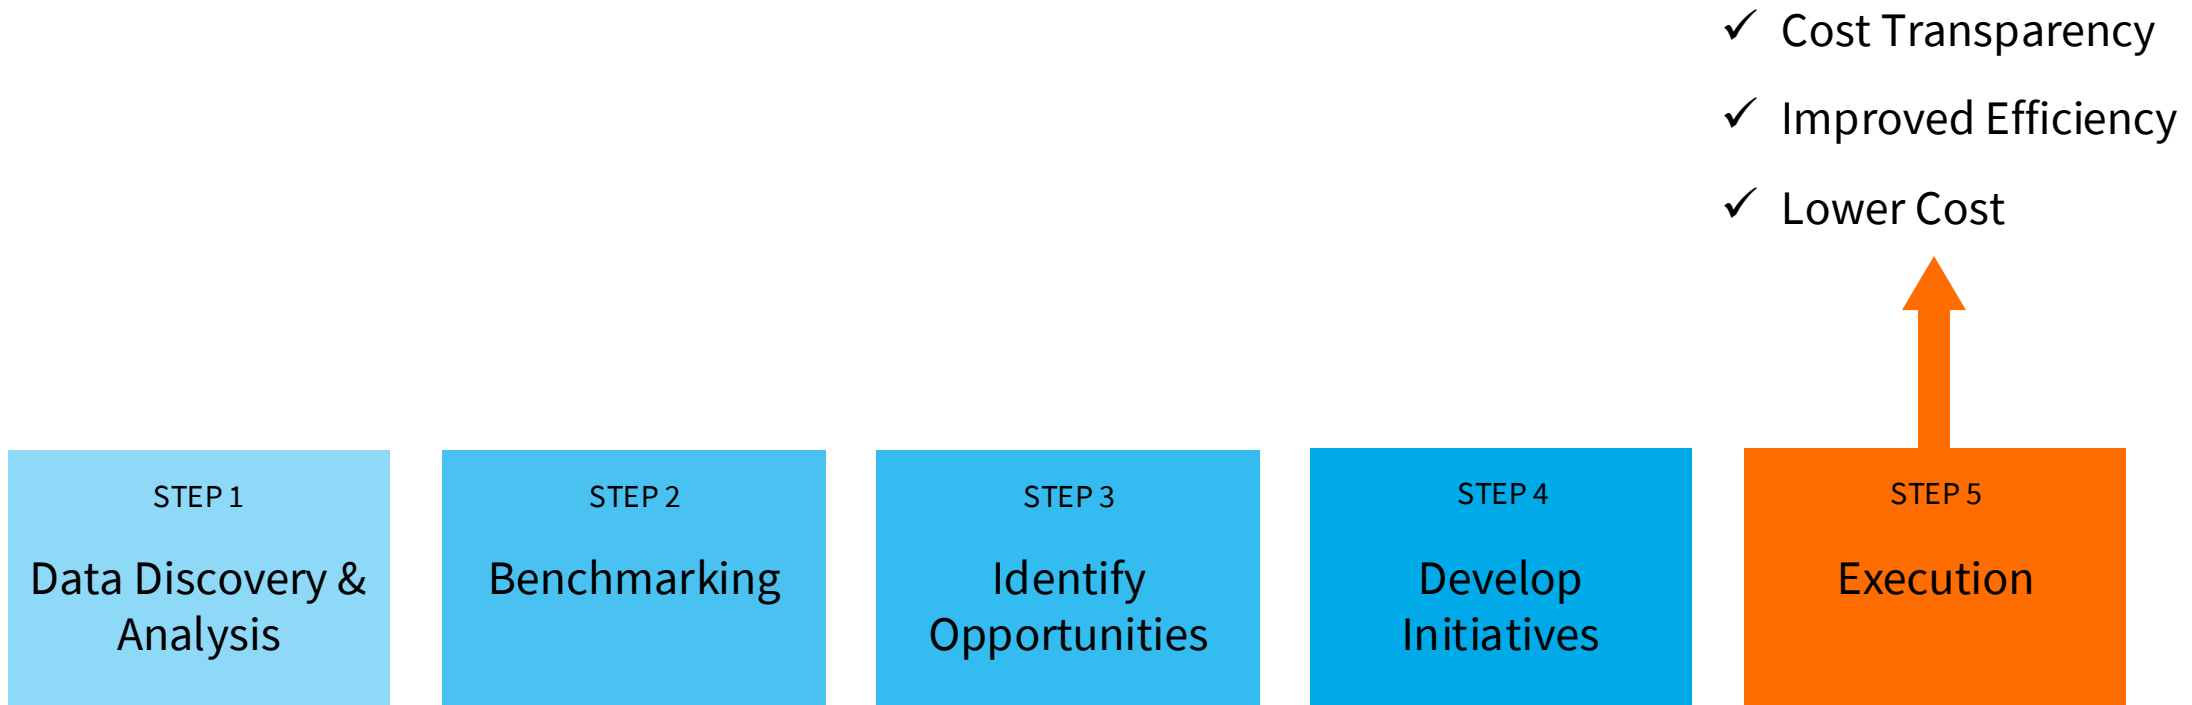 ✓ Cost Transparency
✓ Improved Efficiency
✓ Lower Cost
STEP 1
Data Discovery &
Analysis
STEP 2
Benchmarking
STEP 3
Identify
Opportunities
STEP 4
Develop
Initiatives
STEP 5
Execution